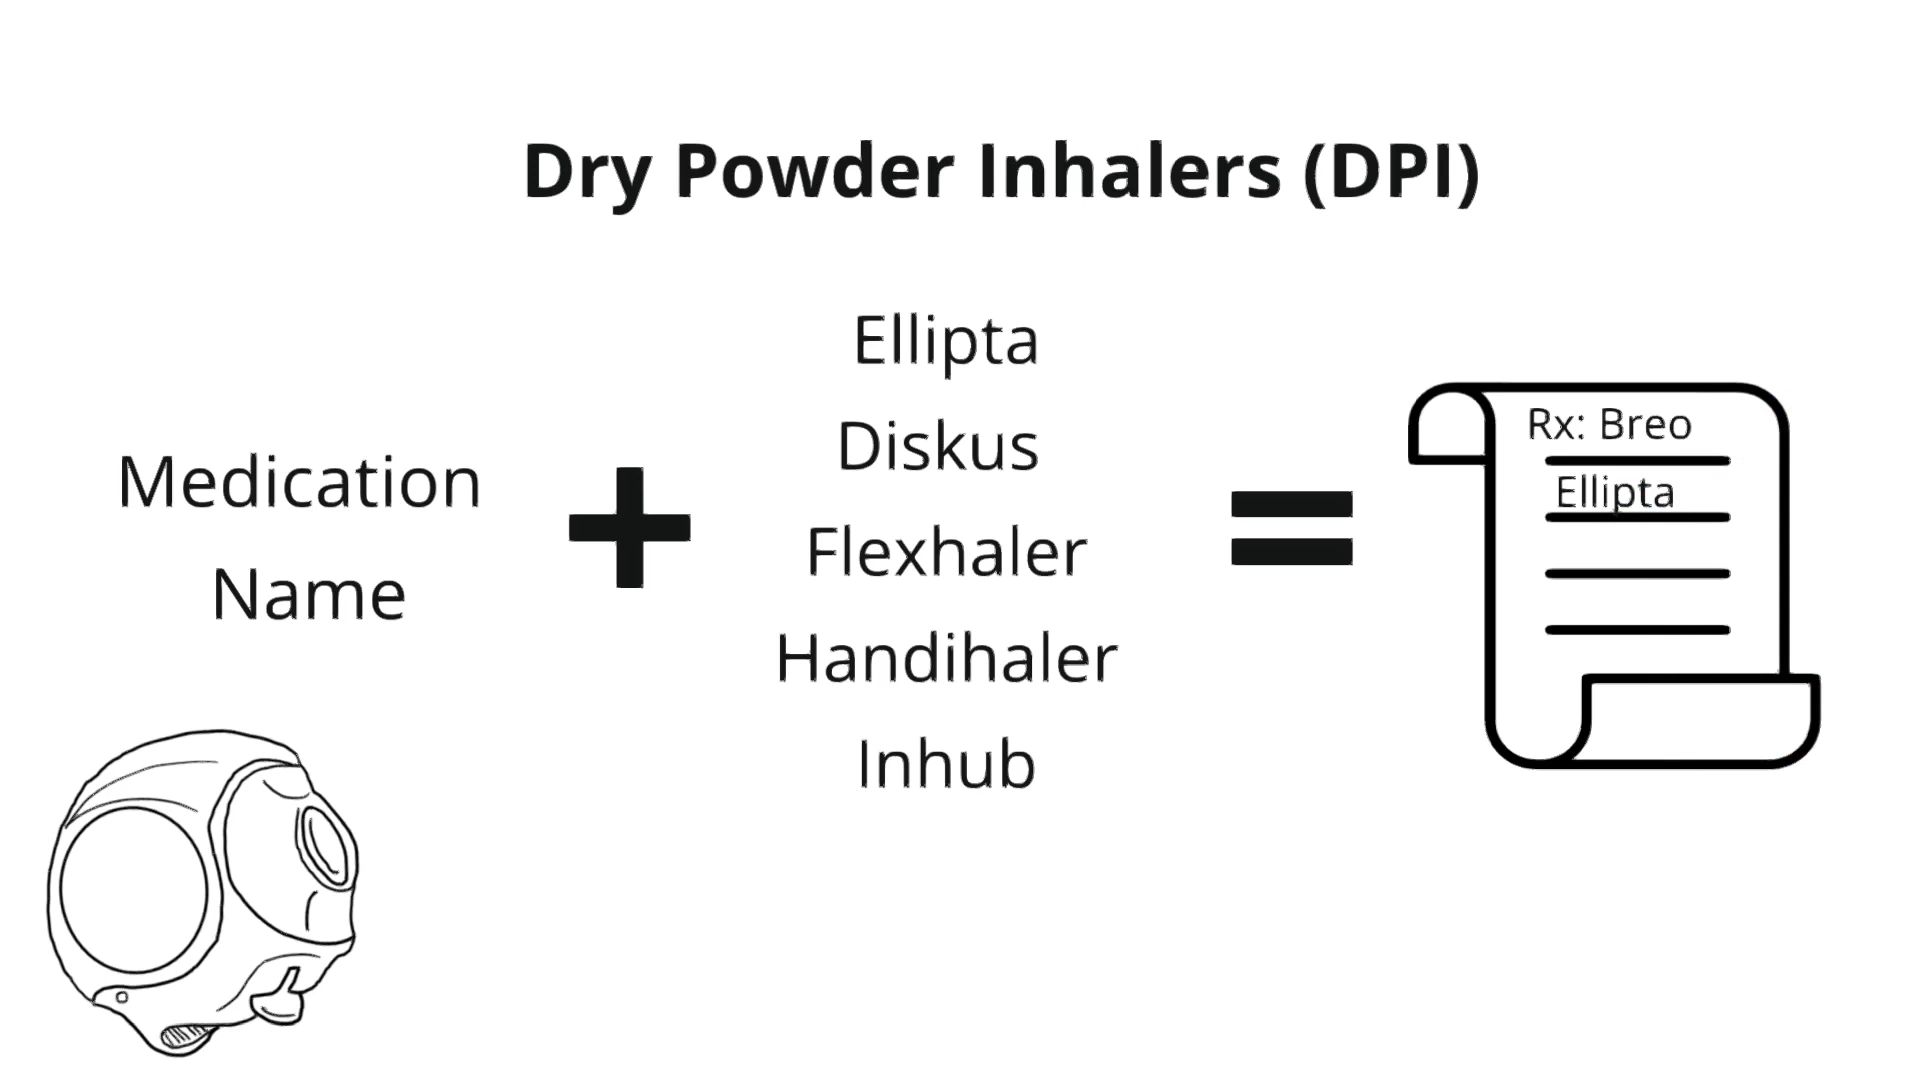 Dry Powder Inhalers (DPI)
Medication
Name
Ellipta
Diskus
Flexhaler
Handihaler
Inhub
Rx: Breo
Ellipta